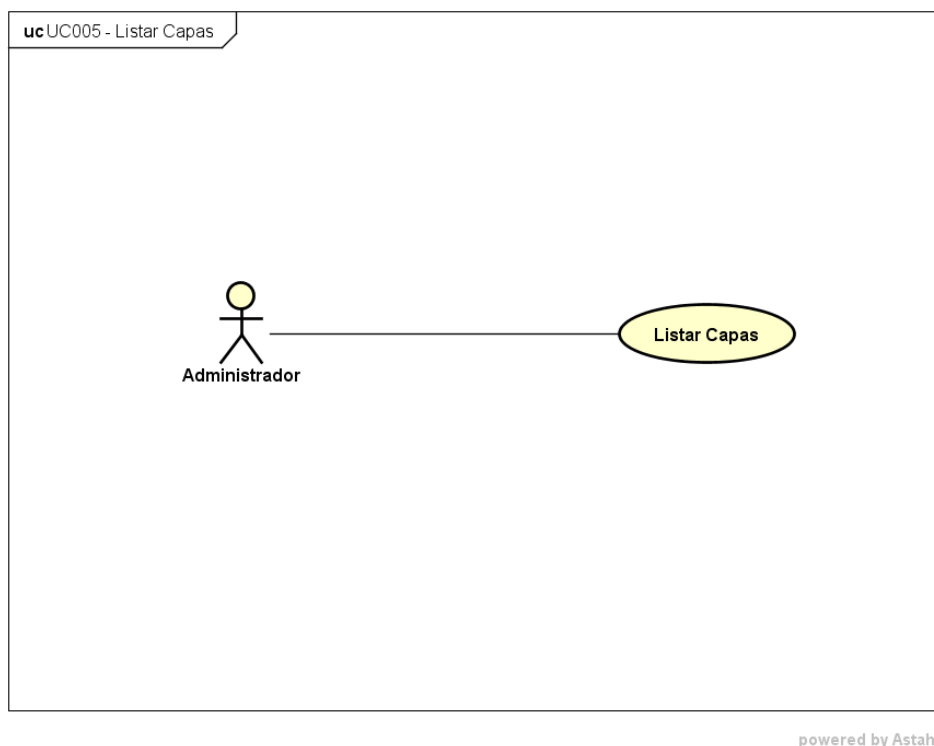 uc UC005 - Listar Capas
Listar Capas
Administrador
powered by Astah